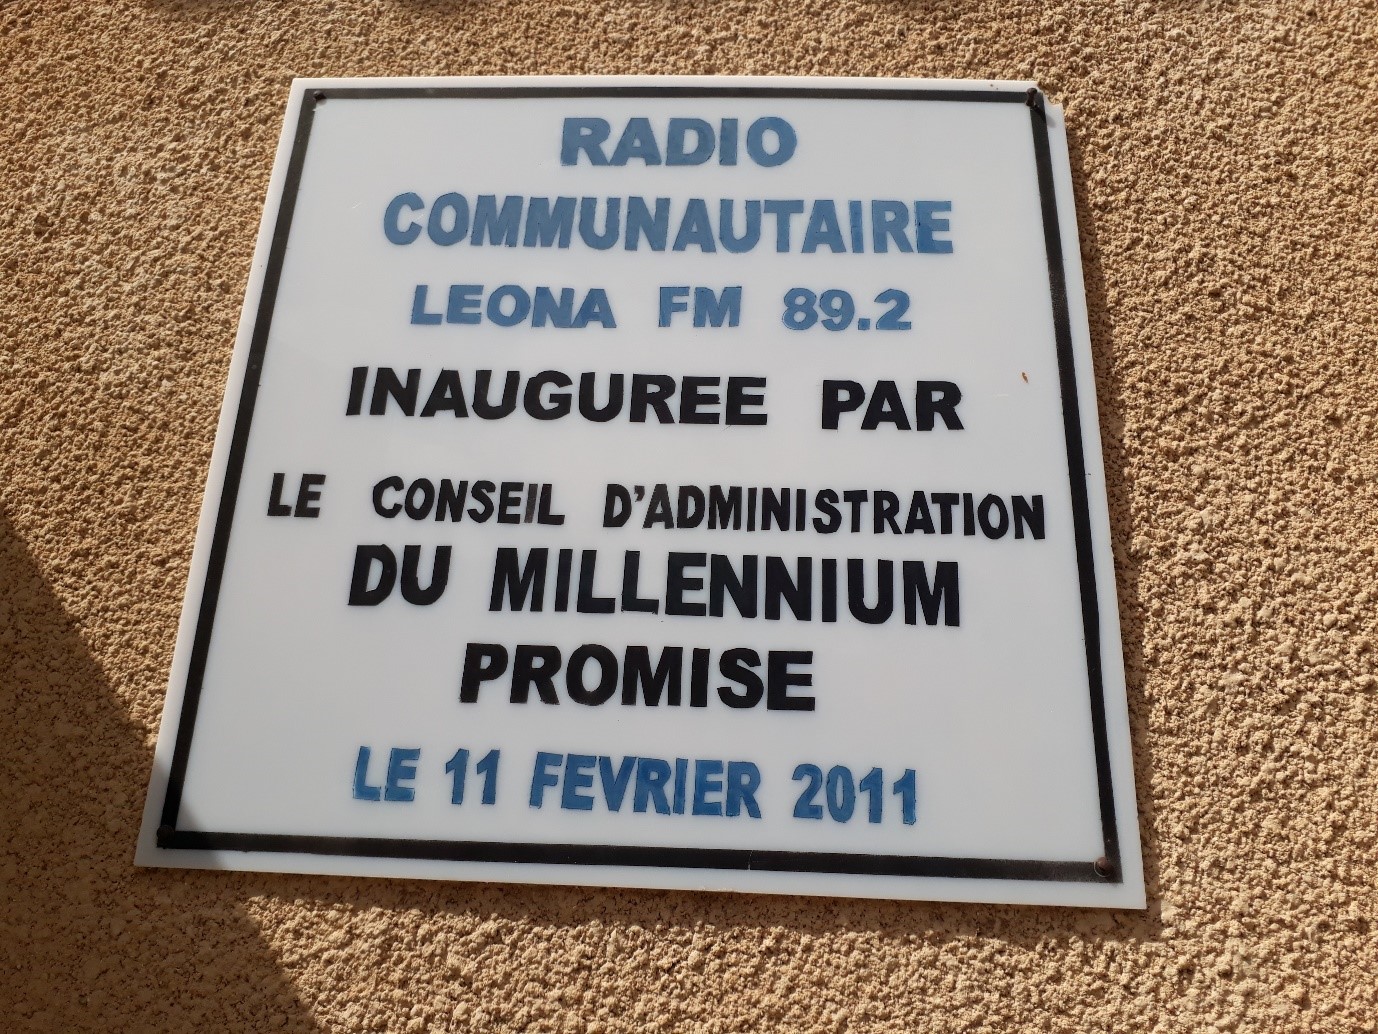 RADIO
COMMUNAUTAIRE
LEONA FM 89.2
INAUGUREE PAR
LE CONSEIL D'ADMINISTRATION
DU MILLENNIUM
PROMISE
LE 11 FEVRIER 2011